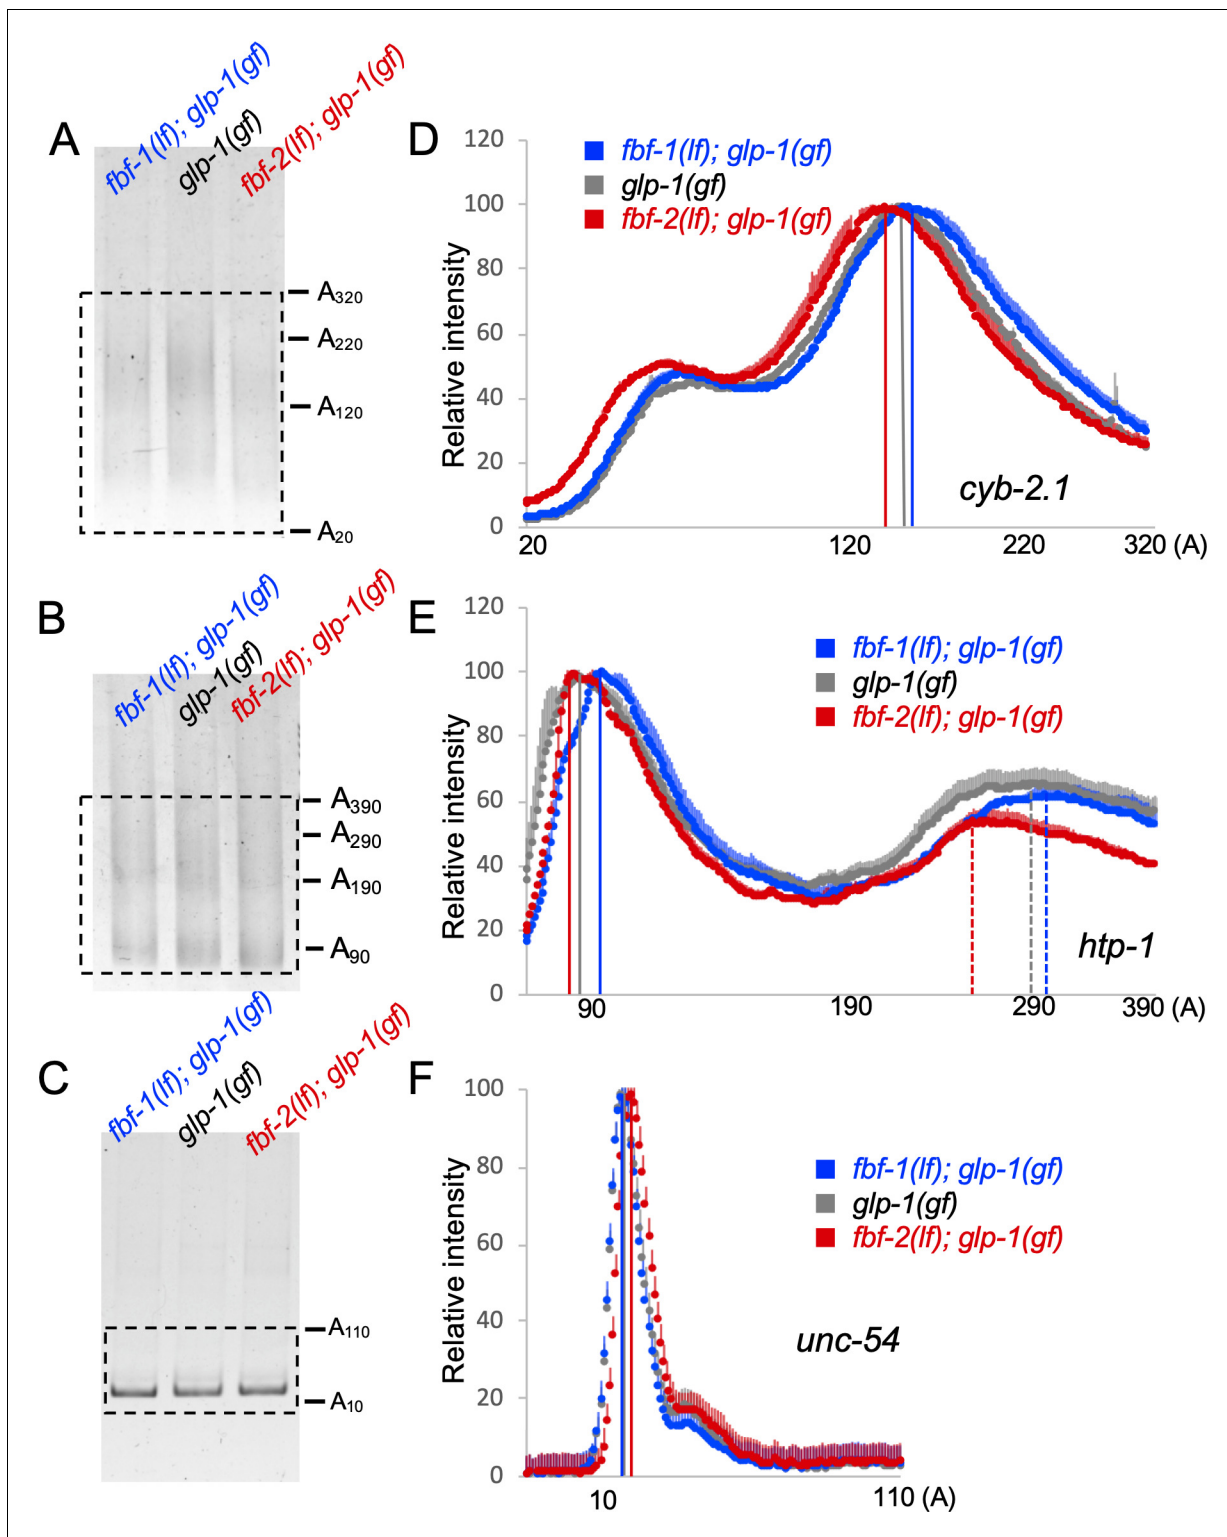 A
fbf-1(lf); glp-1(gf)
glp-1(gf)
fbf-2(lf); glp-1(gf)
A320
A220
A120
A20
D
fbf-1(lf); glp-1(gf)
glp-1(gf)
fbf-2(lf); glp-1(gf)
Relative intensity
120
100
80
60
40
20
0
cyb-2.1
20 120 220 320 (A)
B
fbf-1(lf); glp-1(gf)
glp-1(gf)
fbf-2(lf); glp-1(gf)
A390
A290
A190
A90
E
fbf-1(lf); glp-1(gf)
glp-1(gf)
fbf-2(lf); glp-1(gf)
Relative intensity
120
100
80
60
40
20
0
htp-1
90 190 290 390 (A)
C
fbf-1(lf); glp-1(gf)
glp-1(gf)
fbf-2(lf); glp-1(gf)
A110
A10
F
fbf-1(lf); glp-1(gf)
glp-1(gf)
fbf-2(lf); glp-1(gf)
Relative intensity
100
80
60
40
20
0
unc-54
10 110 (A)